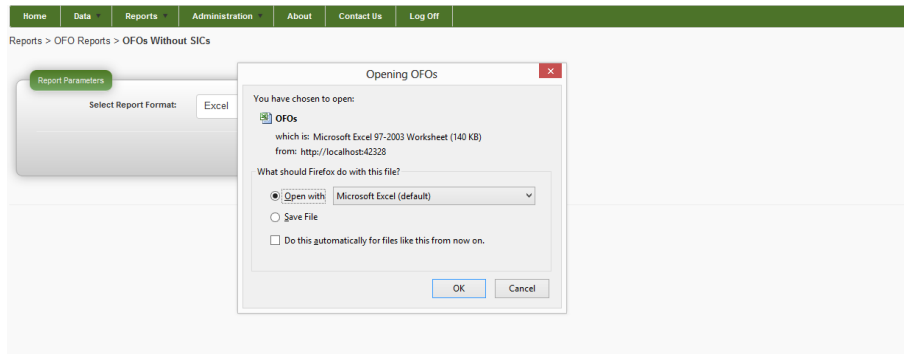 Home Data Reports Administration About Contact Us Log Off
Reports > OFO Reports > OFOs Without SICs
Report Parameters
Select Report Format: Excel
Opening OFOs
You have chosen to open:
OFOs
which is: Microsoft Excel 97-2003 Worksheet (140 KB)
from: http://localhost:42328
What should Firefox do with this file?
Open with Microsoft Excel (default)
Save File
Do this automatically for files like this from now on.
OK Cancel